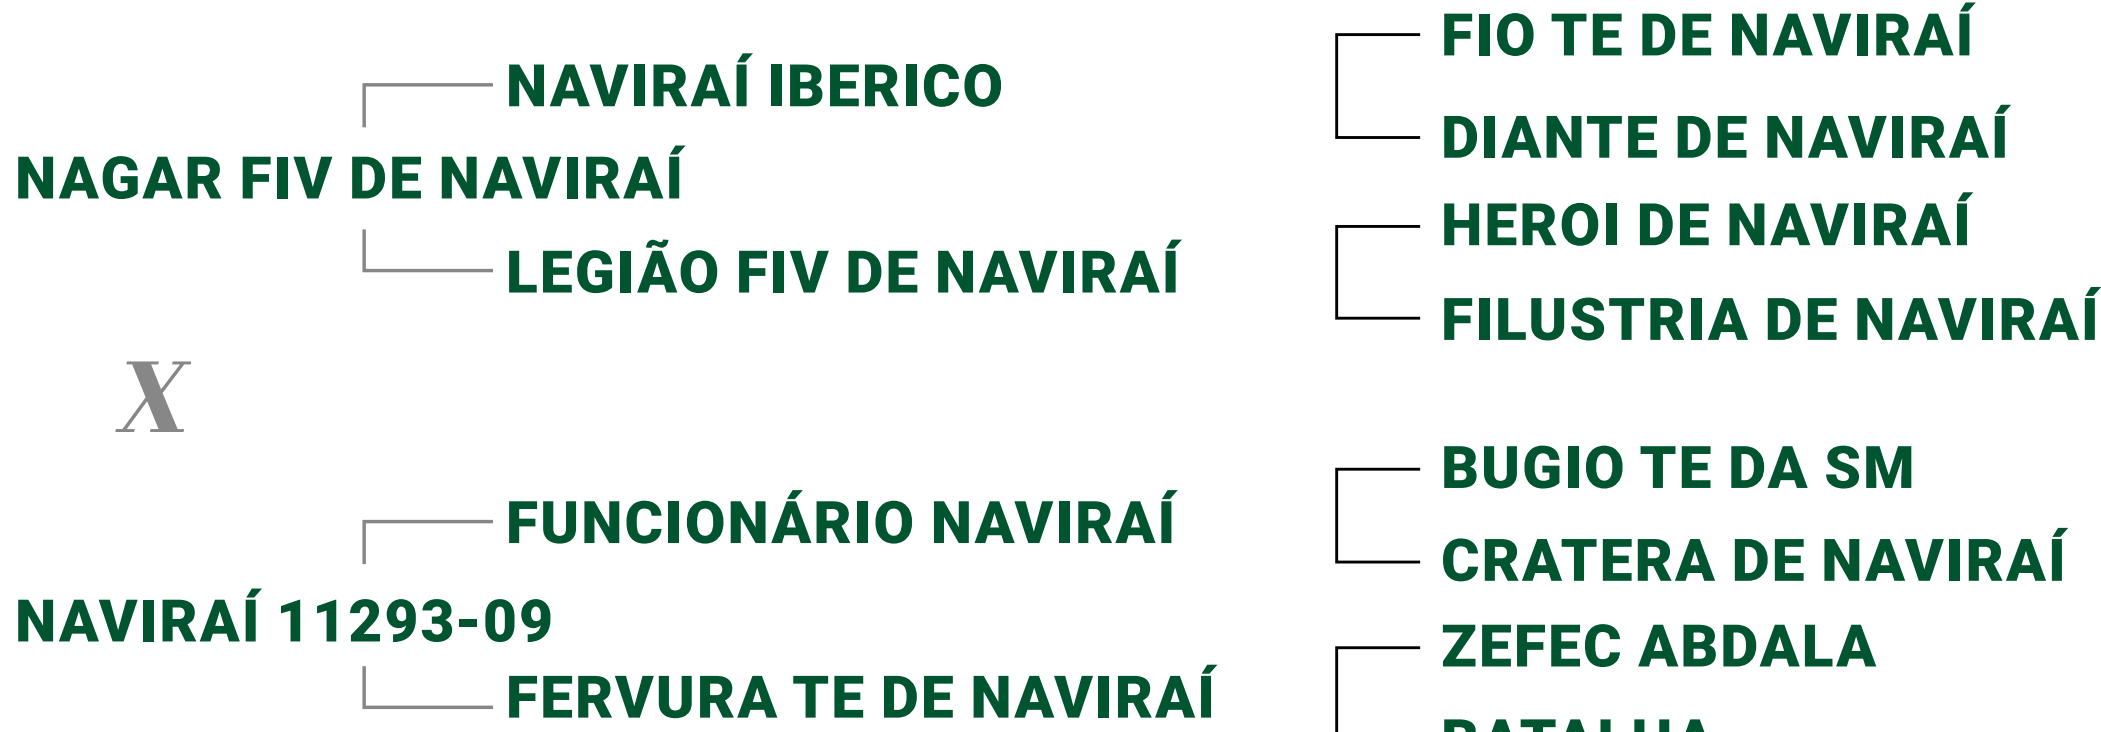 FIO TE DE NAVIRAÍ
NAVIRAÍ IBERICO
DIANTE DE NAVIRAÍ
NAGAR FIV DE NAVIRAÍ
HEROI DE NAVIRAÍ
LEGIÃO FIV DE NAVIRAÍ
FILUSTRIA DE NAVIRAÍ
X
BUGIO TE DA SM
FUNCIONÁRIO NAVIRAÍ
CRATERA DE NAVIRAÍ
NAVIRAÍ 11293-09
ZEFEC ABDALA
FERVURA TE DE NAVIRAÍ